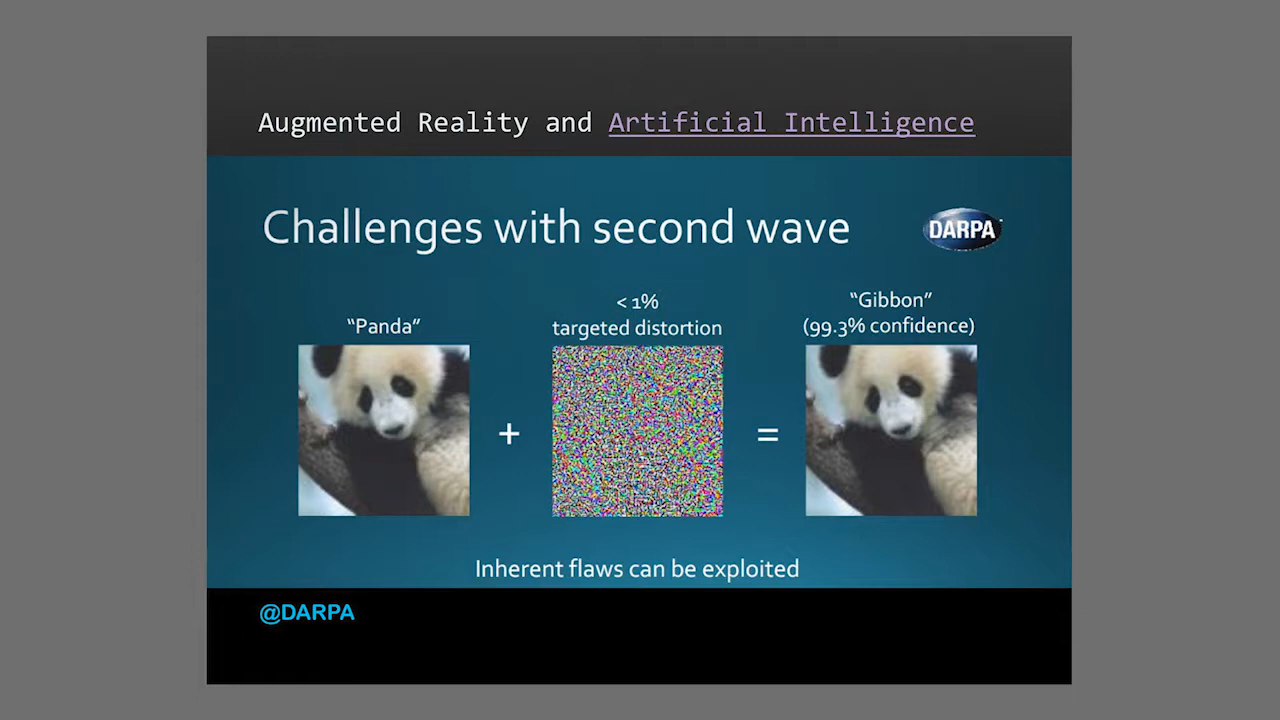 Augmented Reality and Artificial Intelligence
Challenges with second wave
DARPA
“Panda”
< 1%
targeted distortion
“Gibbon”
(99.3% confidence)
+
=
Inherent flaws can be exploited
@DARPA